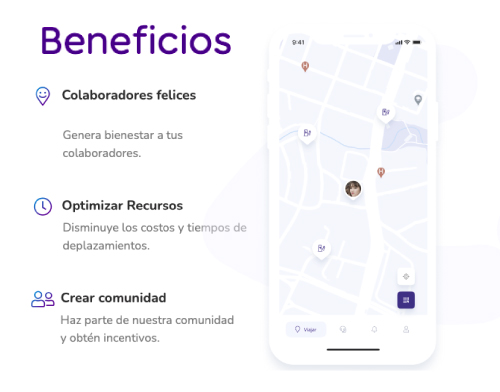 Beneficios
Colaboradores felices
Genera bienestar a tus
colaboradores.
Optimizar Recursos
Disminuye los costos y tiempos de
deplazamientos.
Crear comunidad
Haz parte de nuestra comunidad
y obtén incentivos.
9:41
Viajar